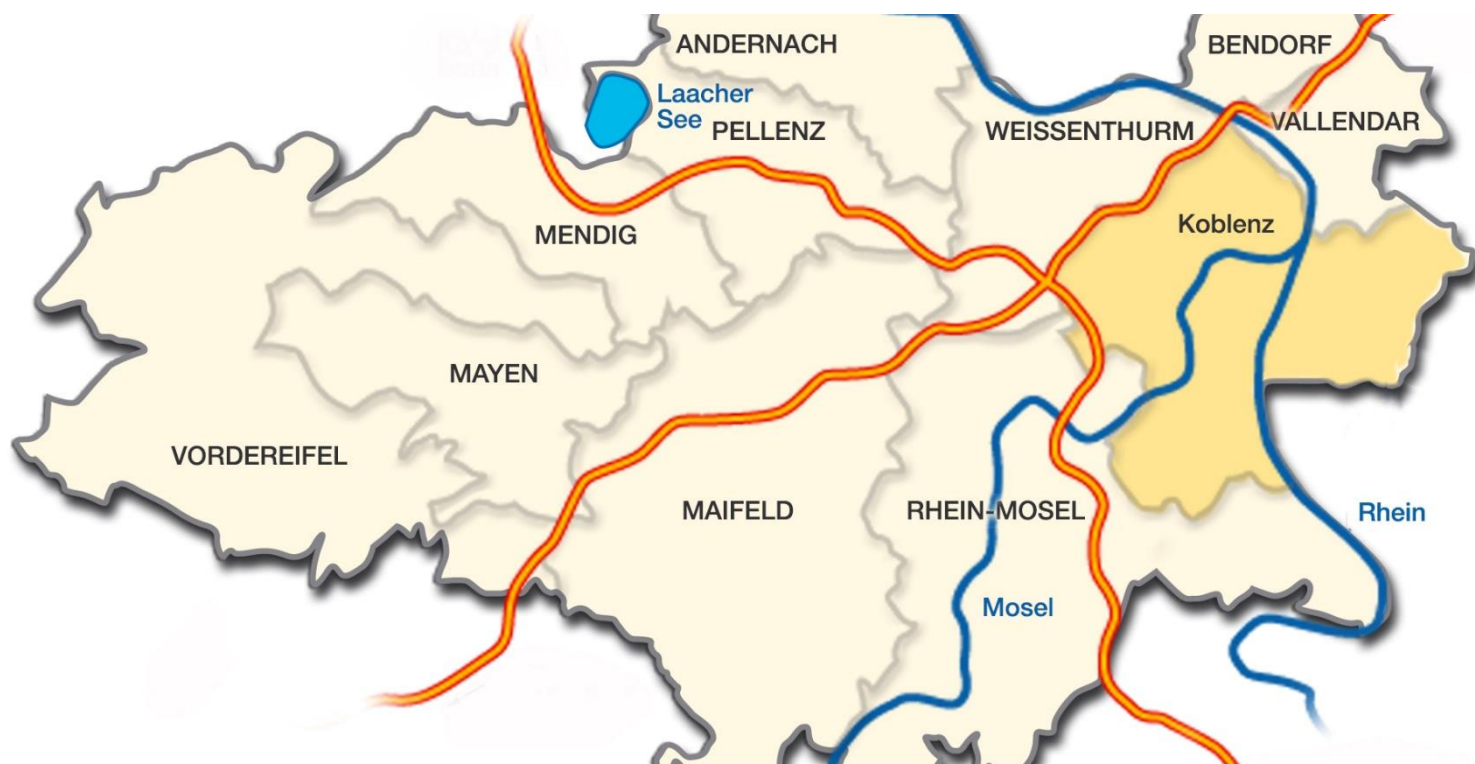 ANDERNACH
BENDORF
Laacher
See
PELLENZ
WEISSENTHURM
VALLENDAR
Koblenz
MENDIG
MAYEN
VORDEREIFEL
MAIFELD
RHEIN-MOSEL
Rhein
Mosel